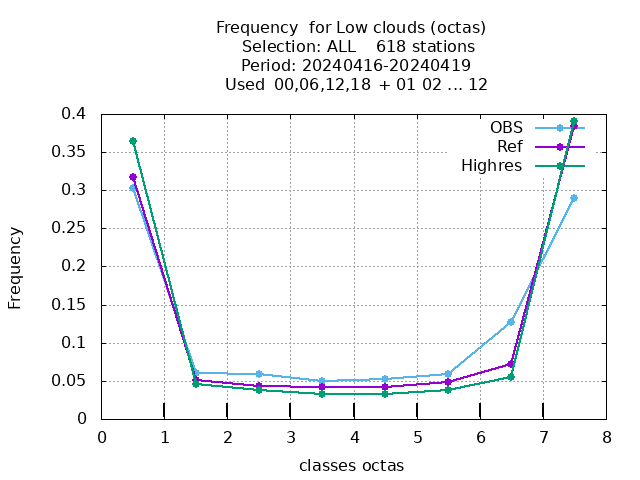 Frequency  for Low clouds (octas)
Selection: ALL    618 stations
Period: 20240416-20240419
Used  00,06,12,18 + 01 02 ... 12
OBS
Ref
Highres
0.4
0.35
0.3
0.25
0.2
0.15
0.1
0.05
0
Frequency
0 1 2 3 4 5 6 7 8
classes octas